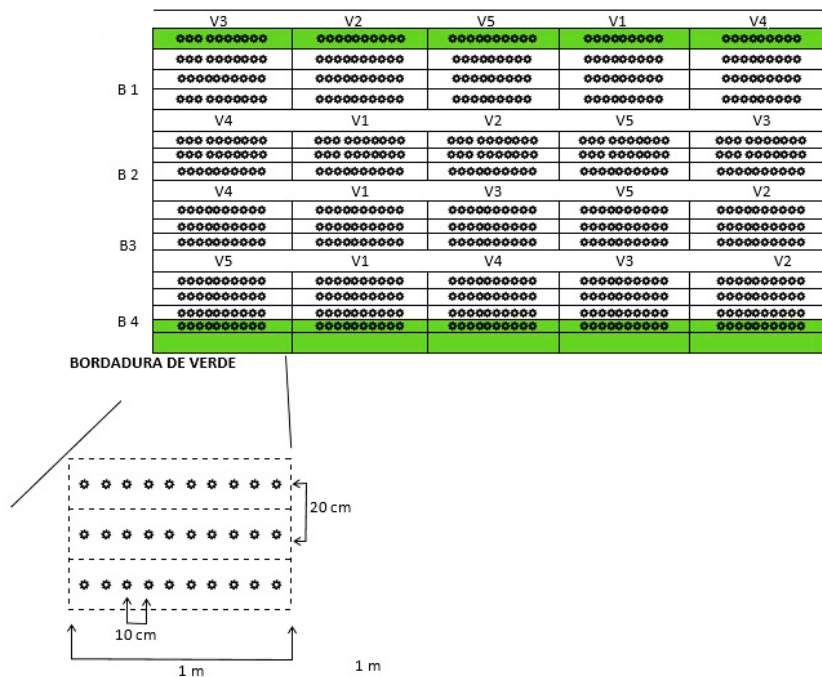 V3 V2 V5 V1 V4
B 1
V4 V1 V2 V5 V3
B 2
V4 V1 V3 V5 V2
B3
V5 V1 V4 V3 V2
B 4
BORDADURA DE VERDE
20 cm
10 cm
1 m 1 m